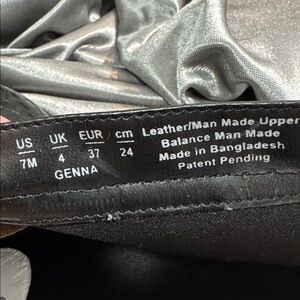 US UK EUR cm
7M 4 37 24
GENNA
Leather/Man Made Upper
Balance Man Made
Made in Bangladesh
Patent Pending